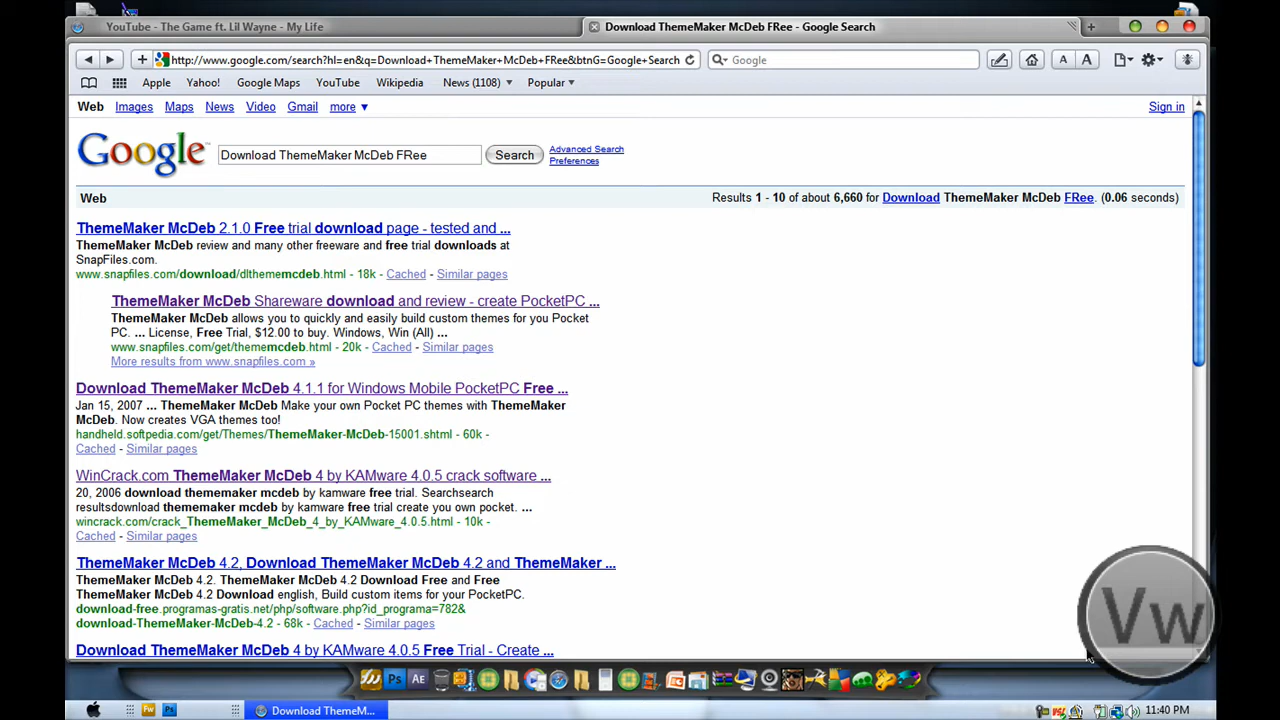 YouTube - The Game ft. Lil Wayne - My Life
Download ThemeMaker McDeb FRee - Google Search
http://www.google.com/search?hl=en&q=Download+ThemeMaker+McDeb+FRee&btnG=Google+Search
Google
A A
Apple Yahoo! Google Maps YouTube Wikipedia News (1108) Popular
Web Images Maps News Video Gmail more Sign in
Google
Download ThemeMaker McDeb FRee
Search
Advanced Search
Preferences
Web
Results 1 - 10 of about 6,660 for Download ThemeMaker McDeb FRee. (0.06 seconds)
ThemeMaker McDeb 2.1.0 Free trial download page - tested and ...
ThemeMaker McDeb review and many other freeware and free trial downloads at
SnapFiles.com.
www.snapfiles.com/download/dlthememcdeb.html - 18k - Cached - Similar pages
ThemeMaker McDeb Shareware download and review - create PocketPC ...
ThemeMaker McDeb allows you to quickly and easily build custom themes for you Pocket
PC. ... License, Free Trial, $12.00 to buy. Windows, Win (All) ...
www.snapfiles.com/get/thememcdeb.html - 20k - Cached - Similar pages
More results from www.snapfiles.com »
Download ThemeMaker McDeb 4.1.1 for Windows Mobile PocketPC Free ...
Jan 15, 2007 ... ThemeMaker McDeb Make your own Pocket PC themes with ThemeMaker
McDeb. Now creates VGA themes too!
handheld.softpedia.com/get/Themes/ThemeMaker-McDeb-15001.shtml - 60k -
Cached - Similar pages
WinCrack.com ThemeMaker McDeb 4 by KAMware 4.0.5 crack software ...
20, 2006 download thememaker mcdeb by kamware free trial. Searchsearch
resultsdownload thememaker mcdeb by kamware free trial create you own pocket. ...
wincrack.com/crack_ThemeMaker_McDeb_4_by_KAMware_4.0.5.html - 10k -
Cached - Similar pages
ThemeMaker McDeb 4.2, Download ThemeMaker McDeb 4.2 and ThemeMaker ...
ThemeMaker McDeb 4.2. ThemeMaker McDeb 4.2 Download Free and Free
ThemeMaker McDeb 4.2 Download english, Build custom items for your PocketPC.
download-free.programas-gratis.net/php/software.php?id_programa=782&
download-ThemeMaker-McDeb-4.2 - 68k - Cached - Similar pages
Download ThemeMaker McDeb 4 by KAMware 4.0.5 Free Trial - Create ...
Vw
Ps AE
Fw Ps
Download ThemeM...
11:40 PM